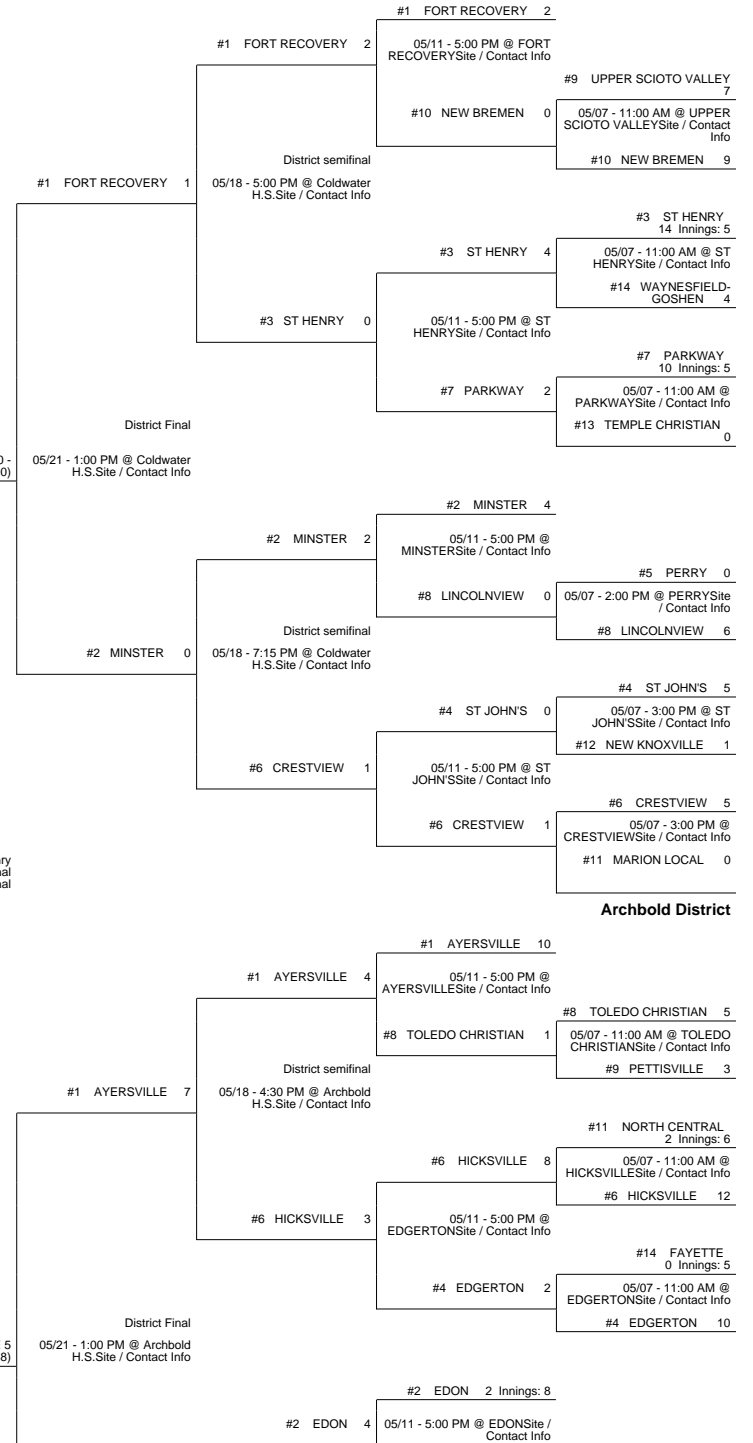 #1 FORT RECOVERY 2
#1 FORT RECOVERY 2
05/11 - 5:00 PM @ FORT
RECOVERYSite / Contact Info
#9 UPPER SCIOTO VALLEY
7
#10 NEW BREMEN 0
05/07 - 11:00 AM @ UPPER
SCIOTO VALLEYSite / Contact
Info
District semifinal
#10 NEW BREMEN 9
#1 FORT RECOVERY 1
05/18 - 5:00 PM @ Coldwater
H.S.Site / Contact Info
#3 ST HENRY
14 Innings: 5
#3 ST HENRY 4
05/07 - 11:00 AM @ ST
HENRYSite / Contact Info
#14 WAYNESFIELD-
GOSHEN 4
#3 ST HENRY 0
05/11 - 5:00 PM @ ST
HENRYSite / Contact Info
#7 PARKWAY
10 Innings: 5
#7 PARKWAY 2
05/07 - 11:00 AM @
PARKWAYSite / Contact Info
District Final
#13 TEMPLE CHRISTIAN
0
0 -
0)
05/21 - 1:00 PM @ Coldwater
H.S.Site / Contact Info
#2 MINSTER 4
#2 MINSTER 2
05/11 - 5:00 PM @
MINSTERSite / Contact Info
#5 PERRY 0
#8 LINCOLNVIEW 0
05/07 - 2:00 PM @ PERRYSite
/ Contact Info
District semifinal
#8 LINCOLNVIEW 6
#2 MINSTER 0
05/18 - 7:15 PM @ Coldwater
H.S.Site / Contact Info
#4 ST JOHN'S 5
#4 ST JOHN'S 0
05/07 - 3:00 PM @ ST
JOHN'SSite / Contact Info
#12 NEW KNOXVILLE 1
#6 CRESTVIEW 1
05/11 - 5:00 PM @ ST
JOHN'SSite / Contact Info
#6 CRESTVIEW 5
#6 CRESTVIEW 1
05/07 - 3:00 PM @
CRESTVIEWSite / Contact Info
#11 MARION LOCAL 0
ry
nal
nal
Archbold District
#1 AYERSVILLE 10
#1 AYERSVILLE 4
05/11 - 5:00 PM @
AYERSVILLESite / Contact Info
#8 TOLEDO CHRISTIAN 5
#8 TOLEDO CHRISTIAN 1
05/07 - 11:00 AM @ TOLEDO
CHRISTIANSite / Contact Info
District semifinal
#9 PETTISVILLE 3
#1 AYERSVILLE 7
05/18 - 4:30 PM @ Archbold
H.S.Site / Contact Info
#11 NORTH CENTRAL
2 Innings: 6
#6 HICKSVILLE 8
05/07 - 11:00 AM @
HICKSVILLESite / Contact Info
#6 HICKSVILLE 12
#6 HICKSVILLE 3
05/11 - 5:00 PM @
EDGERTONSite / Contact Info
#14 FAYETTE
0 Innings: 5
#4 EDGERTON 2
05/07 - 11:00 AM @
EDGERTONSite / Contact Info
District Final
#4 EDGERTON 10
5
8)
05/21 - 1:00 PM @ Archbold
H.S.Site / Contact Info
#2 EDON 2 Innings: 8
#2 EDON 4
05/11 - 5:00 PM @ EDONSite /
Contact Info